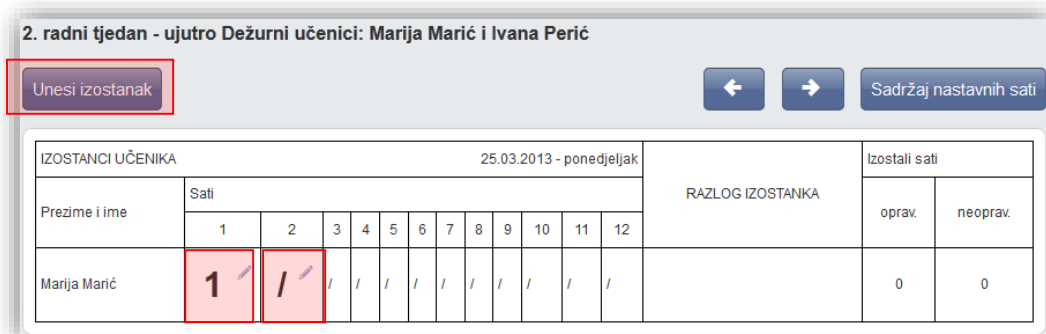 2. radni tjedan - ujutro Dežurni učenici: Marija Marić i Ivana Perić
Unesi izostanak
Sadržaj nastavnih sati
IZOSTANCI UČENIKA 25.03.2013 - ponedjeljak RAZLOG IZOSTANKA Izostali sati
Prezime i ime Sati oprav. neoprav.
1 2 3 4 5 6 7 8 9 10 11 12
Marija Marić 1 / / / / / / / / / / / 0 0